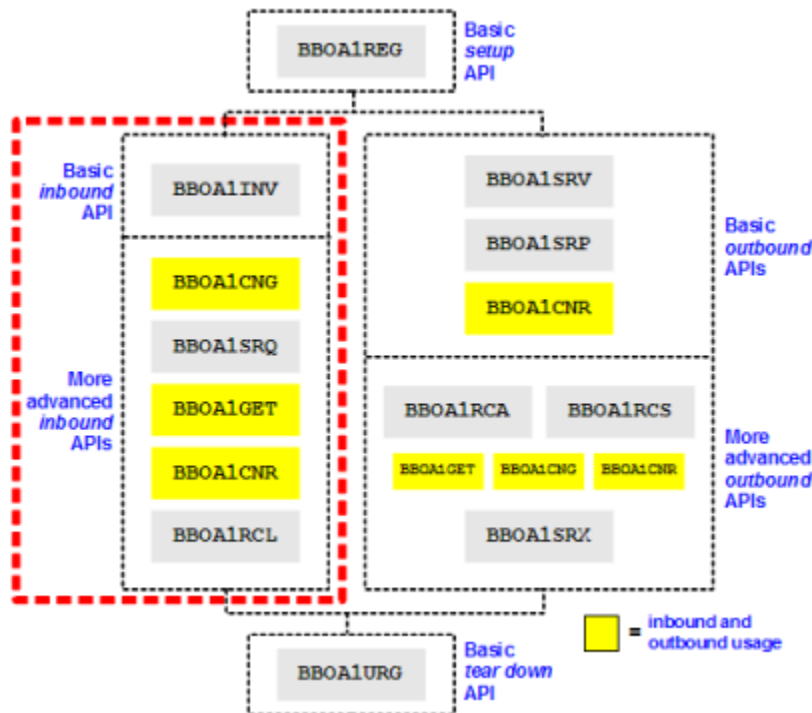 BBOA1REG
Basic
setup
API
Basic
inbound
API
BBOA1INV
BBOA1SRV
BBOA1SRP
BBOA1CNR
Basic
outbound
APIs
More
advanced
inbound
APIs
BBOA1CNG
BBOA1SRQ
BBOA1GET
BBOA1CNR
BBOA1RCL
BBOA1RCA
BBOA1RCS
BBOA1GET
BBOA1CNG
BBOA1CNR
BBOA1SRX
More
advanced
outbound
APIs
BBOA1URG
Basic
tear down
API
= inbound and
outbound usage